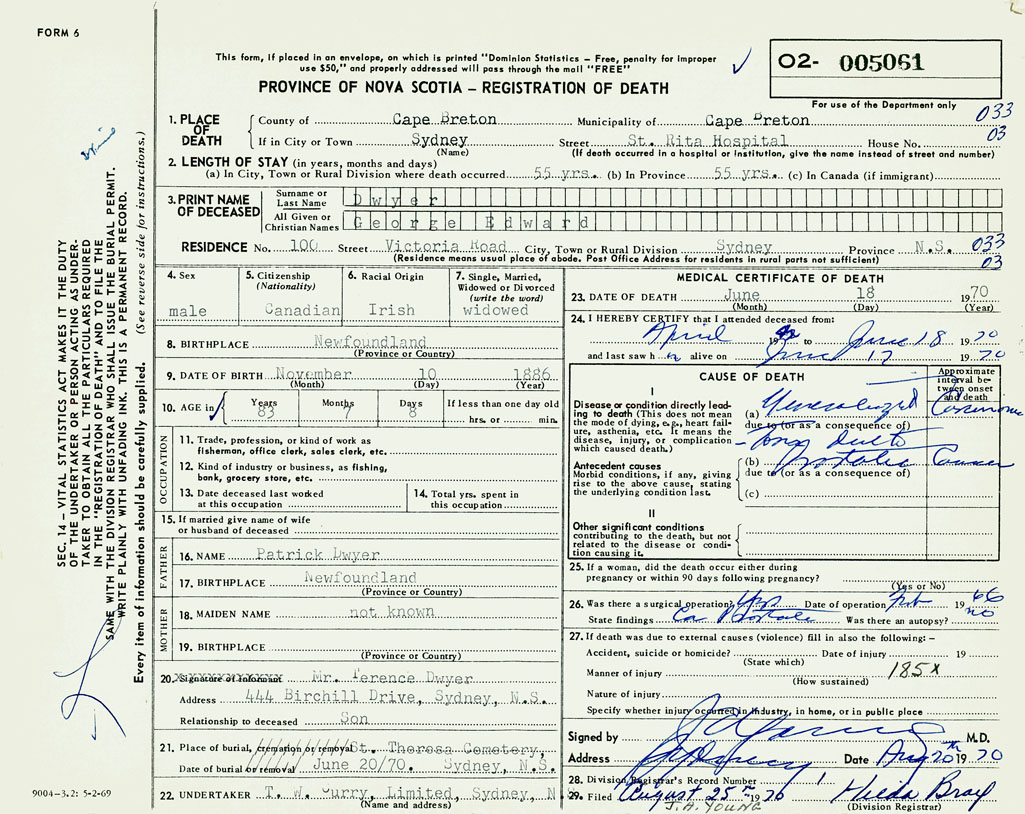 FORM 6
This form, if placed in an envelope, on which is printed "Dominion Statistics – Free, penalty for improper
use $50," and properly addressed will pass through the mail "FREE"
O2- 005061
For use of the Department only
PROVINCE OF NOVA SCOTIA – REGISTRATION OF DEATH
SEC. 14 – VITAL STATISTICS ACT MAKES IT THE DUTY
OF THE UNDERTAKER OR PERSON ACTING AS UNDER-
TAKER TO OBTAIN ALL THE PARTICULARS REQUIRED
IN THE "REGISTRATION OF DEATH" AND TO FILE THE
SAME WITH THE DIVISION REGISTRAR WHO SHALL ISSUE THE BURIAL PERMIT.
WRITE PLAINLY WITH UNFADING INK. THIS IS A PERMANENT RECORD.
Every item of information should be carefully supplied. (See reverse side for instructions.)
1. PLACE OF DEATH
County of Cape Breton Municipality of Cape Breton 033
If in City or Town Sydney Street St. Rita Hospital House No. 03
(Name) (If death occurred in a hospital or institution, give the name instead of street and number)
2. LENGTH OF STAY (in years, months and days)
(a) In City, Town or Rural Division where death occurred 55 yrs. (b) In Province 55 yrs. (c) In Canada (if immigrant)
3. PRINT NAME OF DECEASED
Surname or Last Name Dwyer
All Given or Christian Names George Edward
RESIDENCE No. 100 Street Victoria Road City, Town or Rural Division Sydney Province N.S. 033
(Residence means usual place of abode. Post Office Address for residents in rural parts not sufficient) 03
4. Sex male
5. Citizenship (Nationality) Canadian
6. Racial Origin Irish
7. Single, Married, Widowed or Divorced (write the word) widowed
8. BIRTHPLACE Newfoundland
(Province or Country)
9. DATE OF BIRTH November 10 1886
(Month) (Day) (Year)
10. AGE in Years 83 Months 7 Days 8 If less than one day old hrs. or min.
OCCUPATION
11. Trade, profession, or kind of work as
fisherman, office clerk, sales clerk, etc.
12. Kind of industry or business, as fishing,
bank, grocery store, etc.
13. Date deceased last worked
at this occupation
14. Total yrs. spent in
this occupation
15. If married give name of wife
or husband of deceased
FATHER
16. NAME Patrick Dwyer
17. BIRTHPLACE Newfoundland
(Province or Country)
MOTHER
18. MAIDEN NAME not known
19. BIRTHPLACE
(Province or Country)
20. Signature of informant Mr. Terence Dwyer
Address 444 Birchill Drive, Sydney, N.S.
Relationship to deceased Son
21. Place of burial, cremation or removal St. Theresa Cemetery,
Date of burial or removal June 20/70. Sydney, N.S.
22. UNDERTAKER T. W. Curry, Limited, Sydney, N.S.
(Name and address)
9004-3.2: 5-2-69
MEDICAL CERTIFICATE OF DEATH
23. DATE OF DEATH June 18 1970
(Month) (Day) (Year)
24. I HEREBY CERTIFY that I attended deceased from:
April 19 to June 18 1970
and last saw h m alive on June 17 1970
CAUSE OF DEATH
Approximate interval between onset and death
I
Disease or condition directly lead-
ing to death (This does not mean
the mode of dying, e.g., heart fail-
ure, asthenia, etc. It means the
disease, injury, or complication
which caused death.)
(a) Generalized Carcinoma
due to (or as a consequence of)
Antecedent causes
Morbid conditions, if any, giving
rise to the above cause, stating
the underlying condition last.
(b) Prostatic Cancer
due to (or as a consequence of)
(c)
II
Other significant conditions
contributing to the death, but not
related to the disease or condi-
tion causing it.
25. If a woman, did the death occur either during
pregnancy or within 90 days following pregnancy?
(Yes or No)
26. Was there a surgical operation? Yes Date of operation Feb 1966
State findings Ca Prostate Was there an autopsy? no
27. If death was due to external causes (violence) fill in also the following: –
Accident, suicide or homicide? Date of injury 19
(State which)
Manner of injury 185X
(How sustained)
Nature of injury
Specify whether injury occurred in Industry, in home, or in public place
Signed by M.D.
Address Sydney Date Aug 20th 1970
28. Division Registrar's Record Number
29. Filed August 25th 1970 Hilda Bray
J.A. YOUNG (Division Registrar)